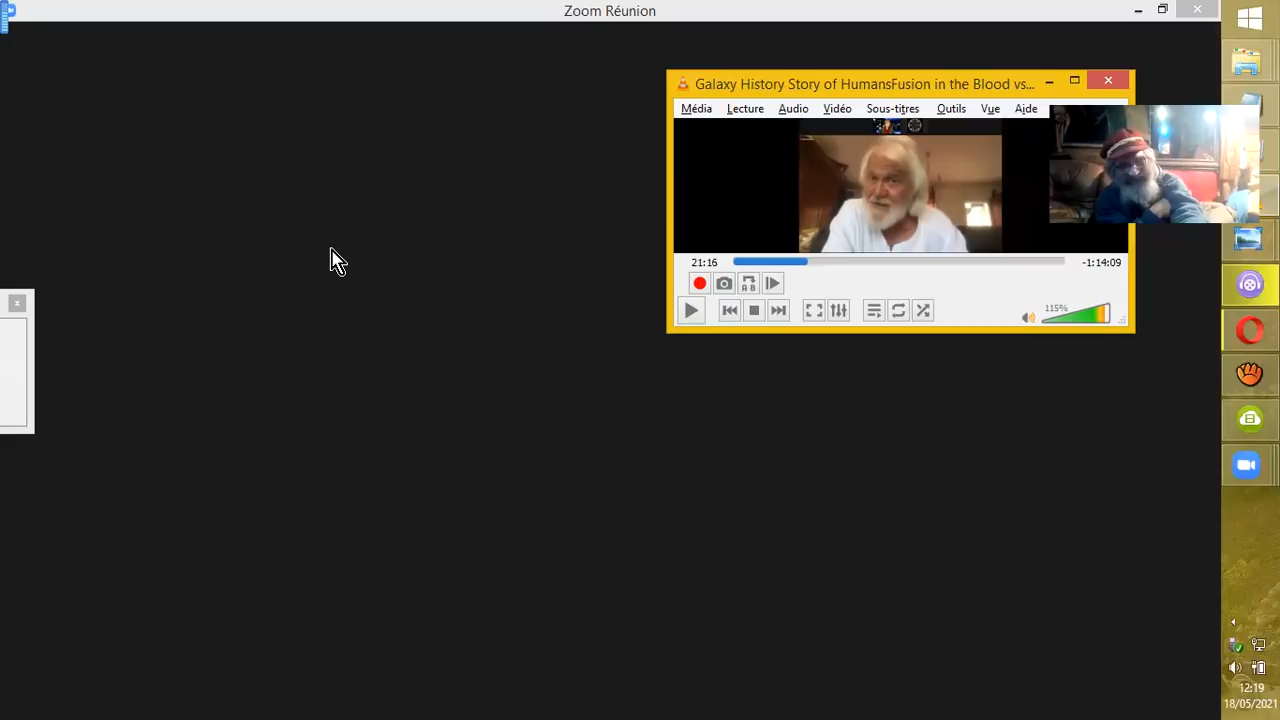 Zoom Réunion
Galaxy History Story of HumansFusion in the Blood vs...
Média Lecture Audio Vidéo Sous-titres Outils Vue Aide
21:16 -1:14:09
115%
12:19
18/05/2021